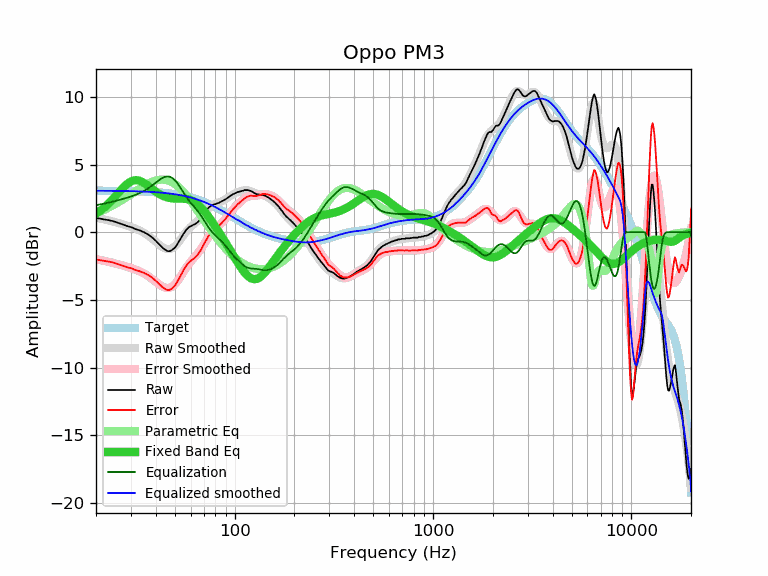 Oppo PM3
10
5
0
−5
−10
−15
−20
Amplitude (dBr)
Target
Raw Smoothed
Error Smoothed
Raw
Error
Parametric Eq
Fixed Band Eq
Equalization
Equalized smoothed
100 1000 10000
Frequency (Hz)